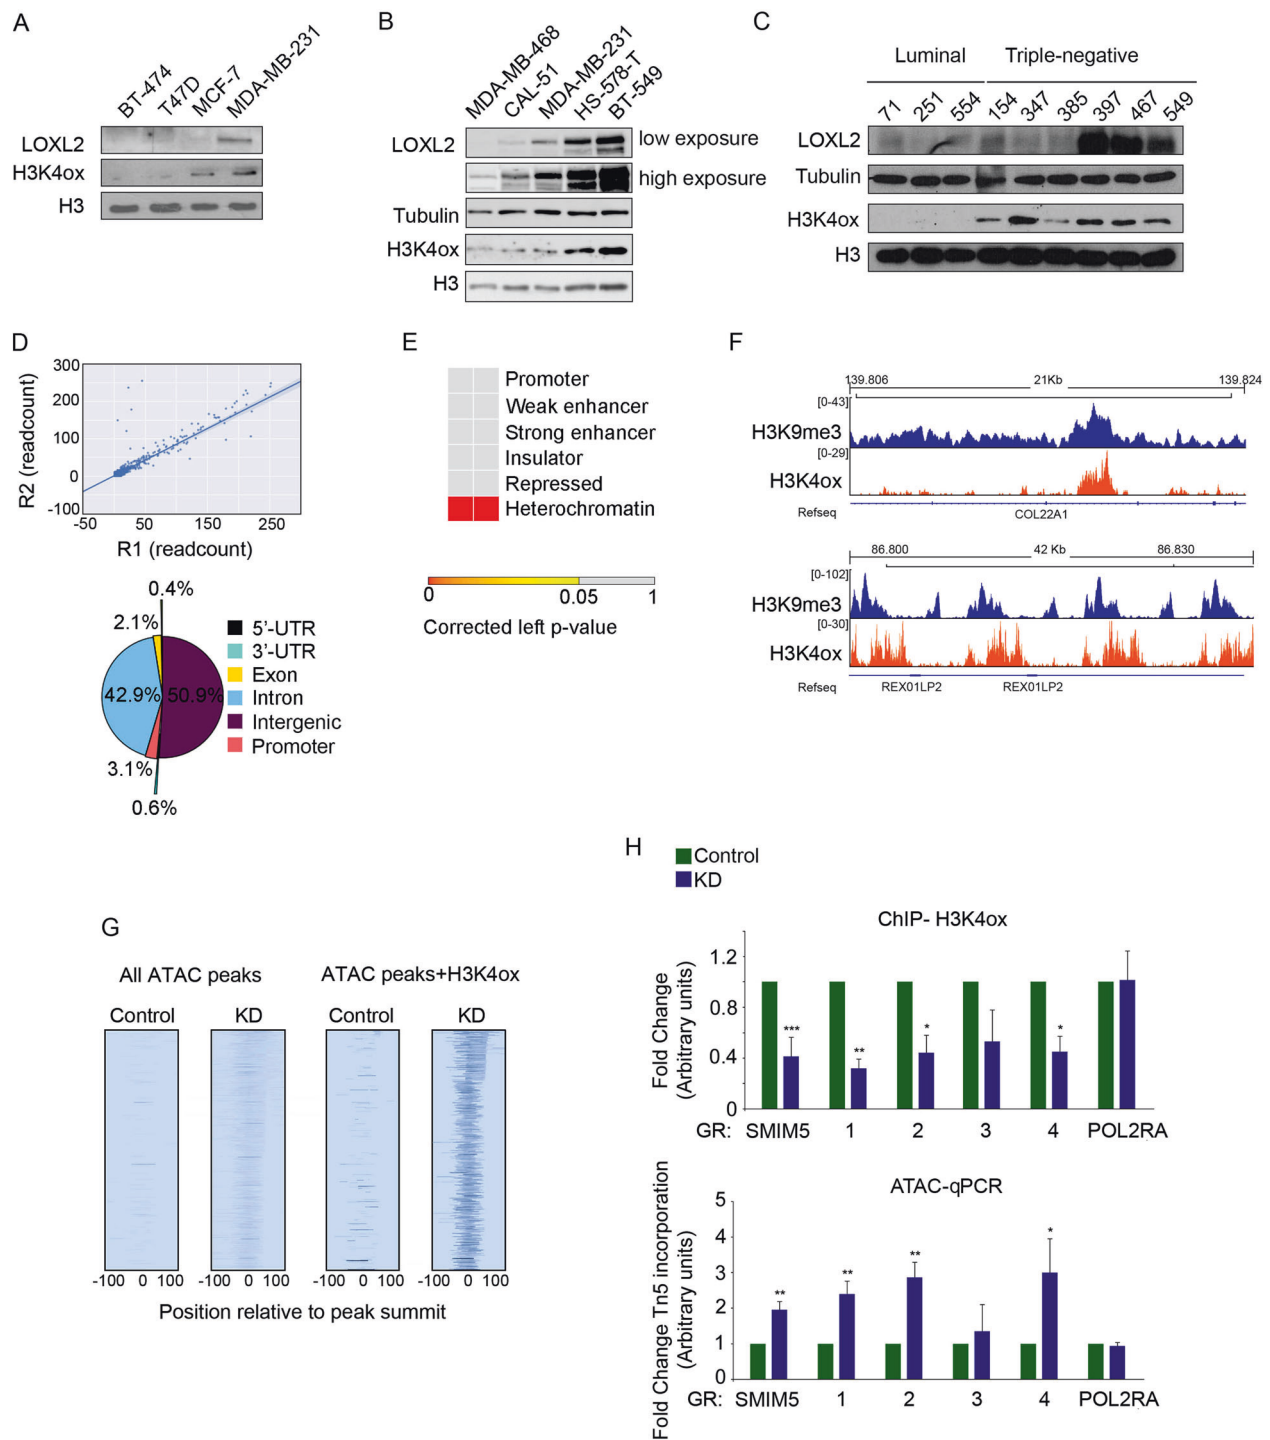 A
BT-474
T47D
MCF-7
MDA-MB-231
LOXL2
H3K4ox
H3
B
MDA-MB-468
CAL-51
MDA-MB-231
HS-578-T
BT-549
LOXL2
low exposure
high exposure
Tubulin
H3K4ox
H3
C
Luminal Triple-negative
71 251 554 154 347 385 397 467 549
LOXL2
Tubulin
H3K4ox
H3
D
300
200
100
0
-100
R2 (readcount)
-50 50 150 250
R1 (readcount)
0.4%
2.1%
42.9% 50.9%
3.1%
0.6%
5'-UTR
3'-UTR
Exon
Intron
Intergenic
Promoter
E
Promoter
Weak enhancer
Strong enhancer
Insulator
Repressed
Heterochromatin
0 0.05 1
Corrected left p-value
F
139.806 21Kb 139.824
[0-43]
H3K9me3
[0-29]
H3K4ox
Refseq
COL22A1
86.800 42 Kb 86.830
[0-102]
H3K9me3
[0-30]
H3K4ox
Refseq
REX01LP2 REX01LP2
G
All ATAC peaks ATAC peaks+H3K4ox
Control KD Control KD
-100 0 100 -100 0 100 -100 0 100 -100 0 100
Position relative to peak summit
H
Control
KD
ChIP- H3K4ox
Fold Change
(Arbitrary units)
1.2
0.8
0.4
0
*** ** * *
GR: SMIM5 1 2 3 4 POL2RA
ATAC-qPCR
Fold Change Tn5 incorporation
(Arbitrary units)
5
4
3
2
1
0
** ** ** *
GR: SMIM5 1 2 3 4 POL2RA